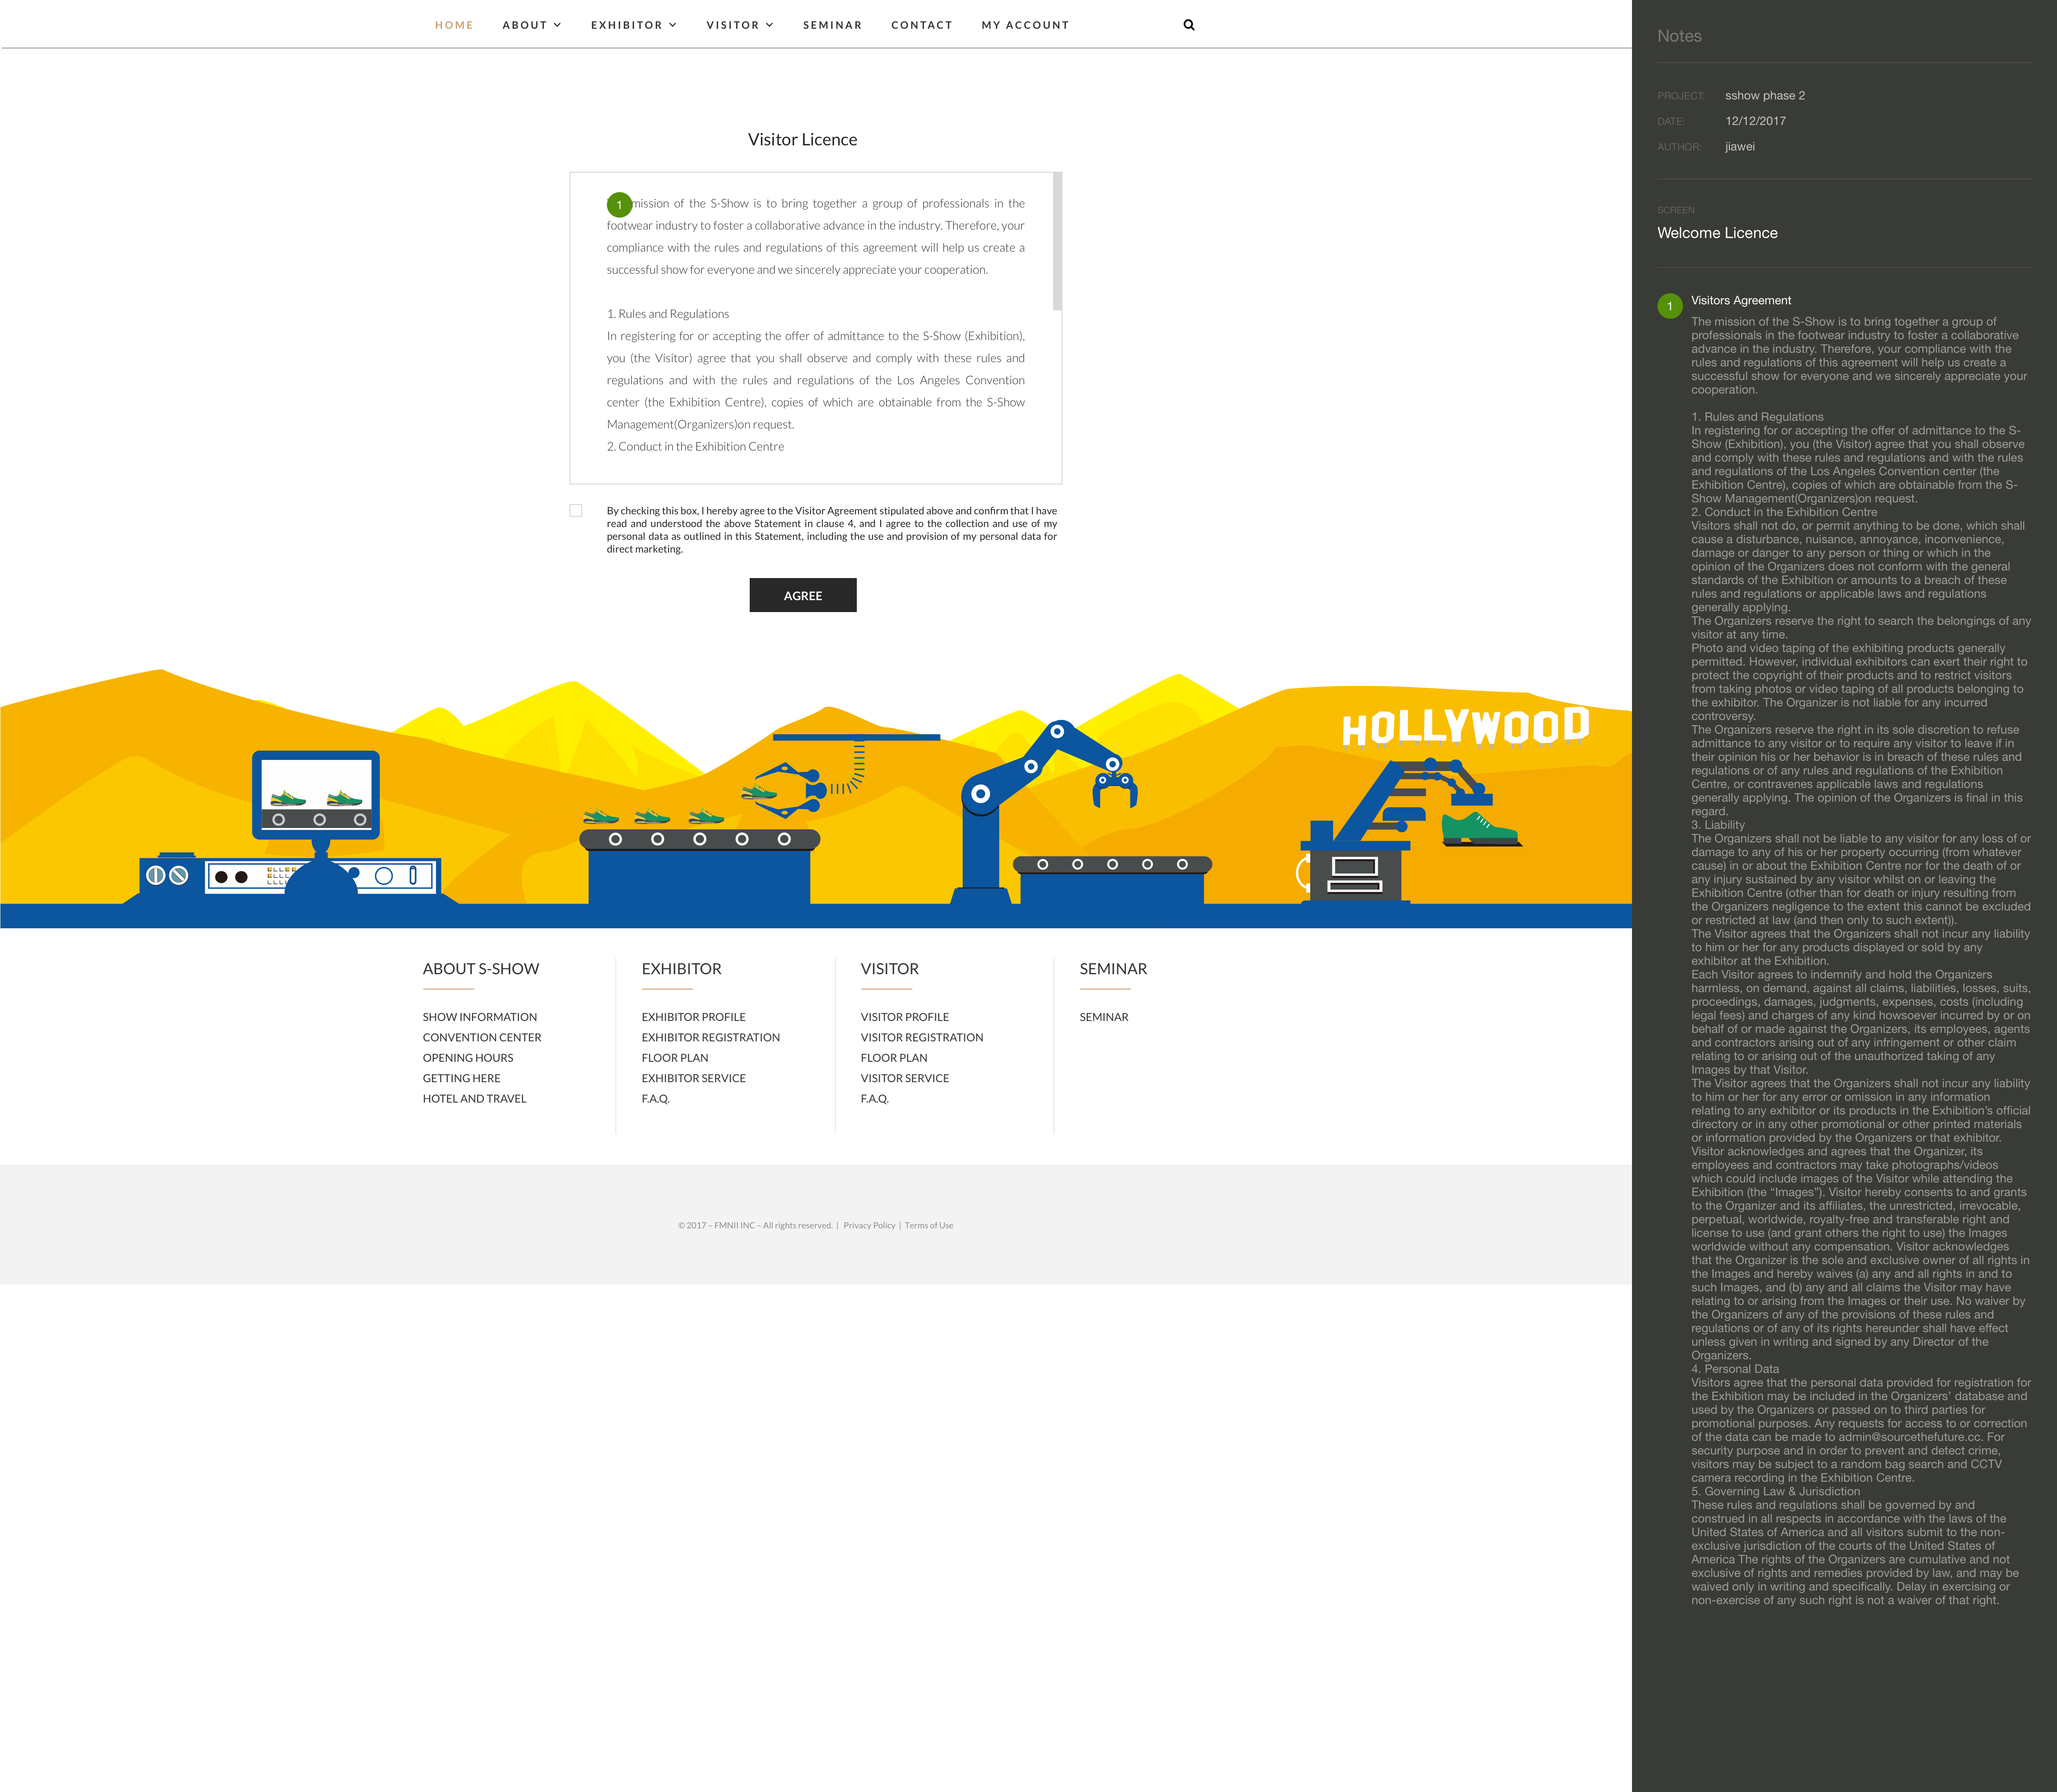 HOME ABOUT EXHIBITOR VISITOR SEMINAR CONTACT MY ACCOUNT
Visitor Licence
1 mission of the S-Show is to bring together a group of professionals in the
footwear industry to foster a collaborative advance in the industry. Therefore, your
compliance with the rules and regulations of this agreement will help us create a
successful show for everyone and we sincerely appreciate your cooperation.
1. Rules and Regulations
In registering for or accepting the offer of admittance to the S-Show (Exhibition),
you (the Visitor) agree that you shall observe and comply with these rules and
regulations and with the rules and regulations of the Los Angeles Convention
center (the Exhibition Centre), copies of which are obtainable from the S-Show
Management(Organizers)on request.
2. Conduct in the Exhibition Centre
By checking this box, I hereby agree to the Visitor Agreement stipulated above and confirm that I have
read and understood the above Statement in clause 4, and I agree to the collection and use of my
personal data as outlined in this Statement, including the use and provision of my personal data for
direct marketing.
AGREE
HOLLYWOOD
ABOUT S-SHOW
SHOW INFORMATION
CONVENTION CENTER
OPENING HOURS
GETTING HERE
HOTEL AND TRAVEL
EXHIBITOR
EXHIBITOR PROFILE
EXHIBITOR REGISTRATION
FLOOR PLAN
EXHIBITOR SERVICE
F.A.Q.
VISITOR
VISITOR PROFILE
VISITOR REGISTRATION
FLOOR PLAN
VISITOR SERVICE
F.A.Q.
SEMINAR
SEMINAR
© 2017 – FMNII INC – All rights reserved. | Privacy Policy | Terms of Use
Notes
PROJECT: sshow phase 2
DATE: 12/12/2017
AUTHOR: jiawei
SCREEN
Welcome Licence
1 Visitors Agreement
The mission of the S-Show is to bring together a group of
professionals in the footwear industry to foster a collaborative
advance in the industry. Therefore, your compliance with the
rules and regulations of this agreement will help us create a
successful show for everyone and we sincerely appreciate your
cooperation.
1. Rules and Regulations
In registering for or accepting the offer of admittance to the S-
Show (Exhibition), you (the Visitor) agree that you shall observe
and comply with these rules and regulations and with the rules
and regulations of the Los Angeles Convention center (the
Exhibition Centre), copies of which are obtainable from the S-
Show Management(Organizers)on request.
2. Conduct in the Exhibition Centre
Visitors shall not do, or permit anything to be done, which shall
cause a disturbance, nuisance, annoyance, inconvenience,
damage or danger to any person or thing or which in the
opinion of the Organizers does not conform with the general
standards of the Exhibition or amounts to a breach of these
rules and regulations or applicable laws and regulations
generally applying.
The Organizers reserve the right to search the belongings of any
visitor at any time.
Photo and video taping of the exhibiting products generally
permitted. However, individual exhibitors can exert their right to
protect the copyright of their products and to restrict visitors
from taking photos or video taping of all products belonging to
the exhibitor. The Organizer is not liable for any incurred
controversy.
The Organizers reserve the right in its sole discretion to refuse
admittance to any visitor or to require any visitor to leave if in
their opinion his or her behavior is in breach of these rules and
regulations or of any rules and regulations of the Exhibition
Centre, or contravenes applicable laws and regulations
generally applying. The opinion of the Organizers is final in this
regard.
3. Liability
The Organizers shall not be liable to any visitor for any loss of or
damage to any of his or her property occurring (from whatever
cause) in or about the Exhibition Centre nor for the death of or
any injury sustained by any visitor whilst on or leaving the
Exhibition Centre (other than for death or injury resulting from
the Organizers negligence to the extent this cannot be excluded
or restricted at law (and then only to such extent)).
The Visitor agrees that the Organizers shall not incur any liability
to him or her for any products displayed or sold by any
exhibitor at the Exhibition.
Each Visitor agrees to indemnify and hold the Organizers
harmless, on demand, against all claims, liabilities, losses, suits,
proceedings, damages, judgments, expenses, costs (including
legal fees) and charges of any kind howsoever incurred by or on
behalf of or made against the Organizers, its employees, agents
and contractors arising out of any infringement or other claim
relating to or arising out of the unauthorized taking of any
Images by that Visitor.
The Visitor agrees that the Organizers shall not incur any liability
to him or her for any error or omission in any information
relating to any exhibitor or its products in the Exhibition’s official
directory or in any other promotional or other printed materials
or information provided by the Organizers or that exhibitor.
Visitor acknowledges and agrees that the Organizer, its
employees and contractors may take photographs/videos
which could include images of the Visitor while attending the
Exhibition (the “Images”). Visitor hereby consents to and grants
to the Organizer and its affiliates, the unrestricted, irrevocable,
perpetual, worldwide, royalty-free and transferable right and
license to use (and grant others the right to use) the Images
worldwide without any compensation. Visitor acknowledges
that the Organizer is the sole and exclusive owner of all rights in
the Images and hereby waives (a) any and all rights in and to
such Images, and (b) any and all claims the Visitor may have
relating to or arising from the Images or their use. No waiver by
the Organizers of any of the provisions of these rules and
regulations or of any of its rights hereunder shall have effect
unless given in writing and signed by any Director of the
Organizers.
4. Personal Data
Visitors agree that the personal data provided for registration for
the Exhibition may be included in the Organizers’ database and
used by the Organizers or passed on to third parties for
promotional purposes. Any requests for access to or correction
of the data can be made to admin@sourcethefuture.cc. For
security purpose and in order to prevent and detect crime,
visitors may be subject to a random bag search and CCTV
camera recording in the Exhibition Centre.
5. Governing Law & Jurisdiction
These rules and regulations shall be governed by and
construed in all respects in accordance with the laws of the
United States of America and all visitors submit to the non-
exclusive jurisdiction of the courts of the United States of
America The rights of the Organizers are cumulative and not
exclusive of rights and remedies provided by law, and may be
waived only in writing and specifically. Delay in exercising or
non-exercise of any such right is not a waiver of that right.